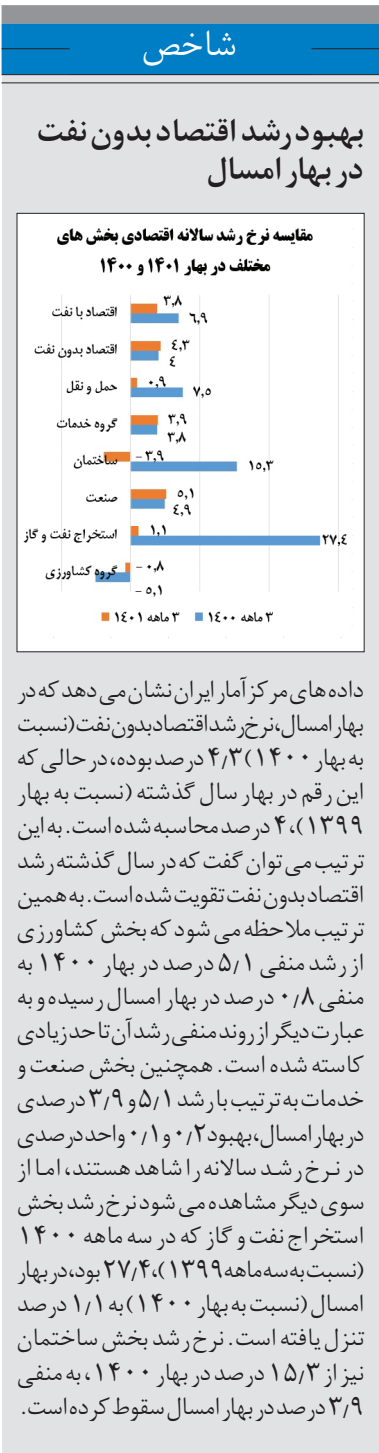 شاخص
بهبود رشد اقتصاد بدون نفت
در بهار امسال
مقایسه نرخ رشد سالانه اقتصادی بخش های
مختلف در بهار ۱۴۰۱ و ۱۴۰۰
اقتصاد با نفت ۳,۸
۶,۹
اقتصاد بدون نفت ۴,۳
۴
حمل و نقل ۰,۹
۷,۵
گروه خدمات ۳,۹
۳,۸
ساختمان ۳,۹ -
۱۵,۳
صنعت ۵,۱
۴,۹
استخراج نفت و گاز ۱,۱
۲۷,۴
گروه کشاورزی ۰,۸ -
۵,۱ -
۳ ماهه ۱۴۰۰ ۳ ماهه ۱۴۰۱
داده های مرکز آمار ایران نشان می دهد که در
بهار امسال، نرخ رشد اقتصاد بدون نفت (نسبت
به بهار ۱۴۰۰) ۴/۳ درصد بوده، در حالی که
این رقم در بهار سال گذشته (نسبت به بهار
۱۳۹۹)، ۴ درصد محاسبه شده است. به این
ترتیب می توان گفت که در سال گذشته رشد
اقتصاد بدون نفت تقویت شده است. به همین
ترتیب ملاحظه می شود که بخش کشاورزی
از رشد منفی ۵/۱ درصد در بهار ۱۴۰۰ به
منفی ۰/۸ درصد در بهار امسال رسیده و به
عبارت دیگر از روند منفی رشد آن تا حد زیادی
کاسته شده است. همچنین بخش صنعت و
خدمات به ترتیب با رشد ۵/۱ و ۳/۹ درصدی
در بهار امسال، بهبود ۰/۲ و ۰/۱ واحد درصدی
در نرخ رشد سالانه را شاهد هستند، اما از
سوی دیگر مشاهده می شود نرخ رشد بخش
استخراج نفت و گاز که در سه ماهه ۱۴۰۰
(نسبت به سه ماهه ۱۳۹۹)، ۲۷/۴ بود، در بهار
امسال (نسبت به بهار ۱۴۰۰) به ۱/۱ درصد
تنزل یافته است. نرخ رشد بخش ساختمان
نیز از ۱۵/۳ درصد در بهار ۱۴۰۰، به منفی
۳/۹ درصد در بهار امسال سقوط کرده است.